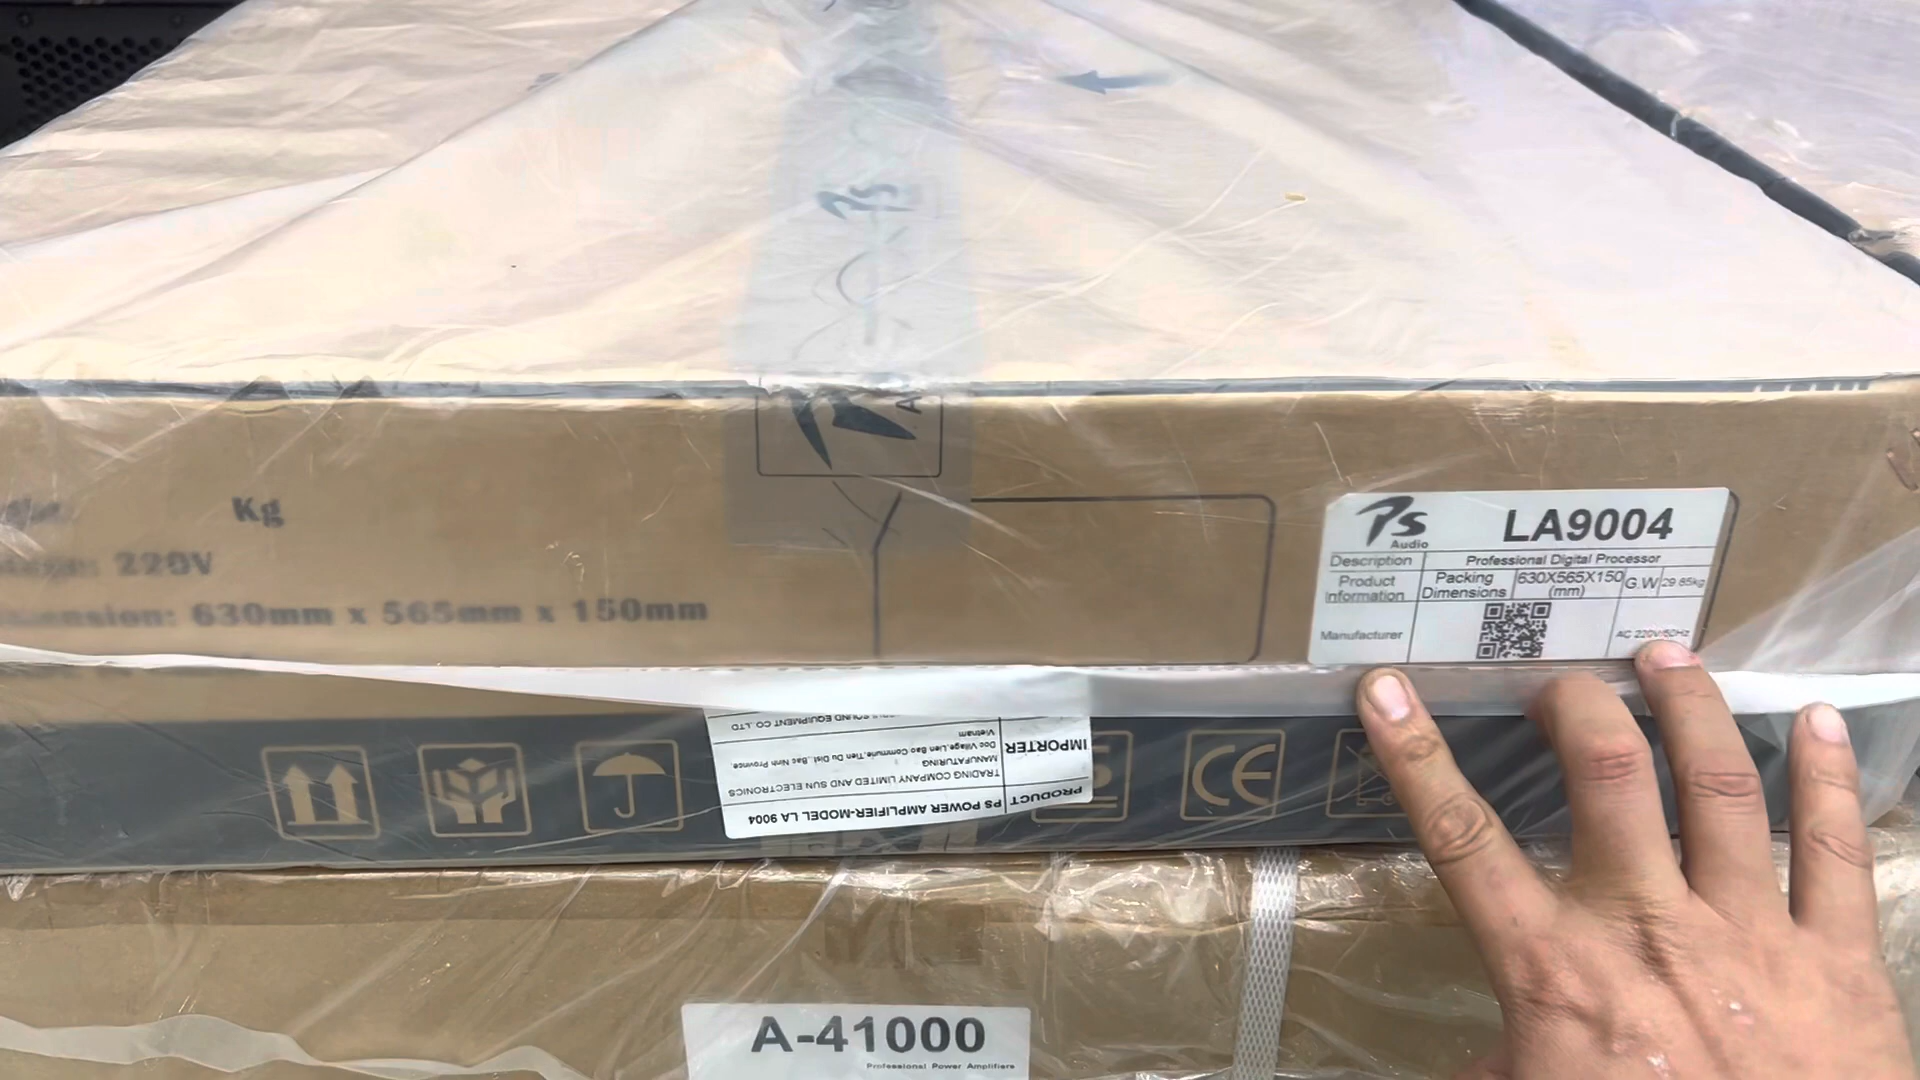 Ps
Kg
220V
Dimension: 630mm x 565mm x 150mm
Ps
Audio
LA9004
Description
Professional Digital Processor
Product
Information
Packing
Dimensions
630X565X150
(mm)
G.W
29.85kg
Manufacturer
AC 220V/50Hz
PRODUCT
PS POWER AMPLIFIER-MODEL LA 9004
IMPORTER
TRADING COMPANY LIMITED AND SUN ELECTRONICS
MANUFATURING
Doc Village,Lien Bao Commune,Tien Du Dist.,Bac Ninh Province,
Vietnam
SOUND EQUIPMENT CO.,LTD
CE
A-41000
Professional Power Amplifiers